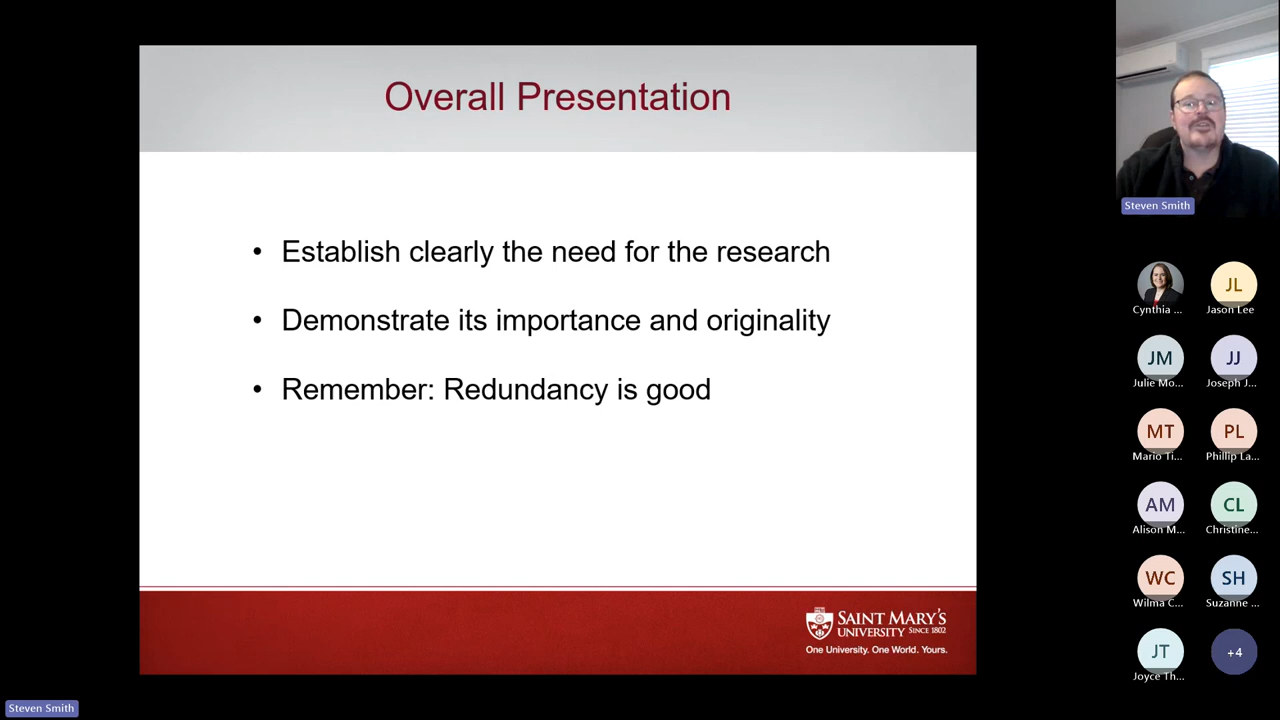 Overall Presentation
• Establish clearly the need for the research
• Demonstrate its importance and originality
• Remember: Redundancy is good
SAINT MARY'S
UNIVERSITY SINCE 1802
One University. One World. Yours.
Steven Smith
Cynthia ...
JL
Jason Lee
JM
Julie Mo...
JJ
Joseph J...
MT
Mario Ti...
PL
Phillip La...
AM
Alison M...
CL
Christine...
WC
Wilma C...
SH
Suzanne ...
JT
Joyce Th...
+4
Steven Smith